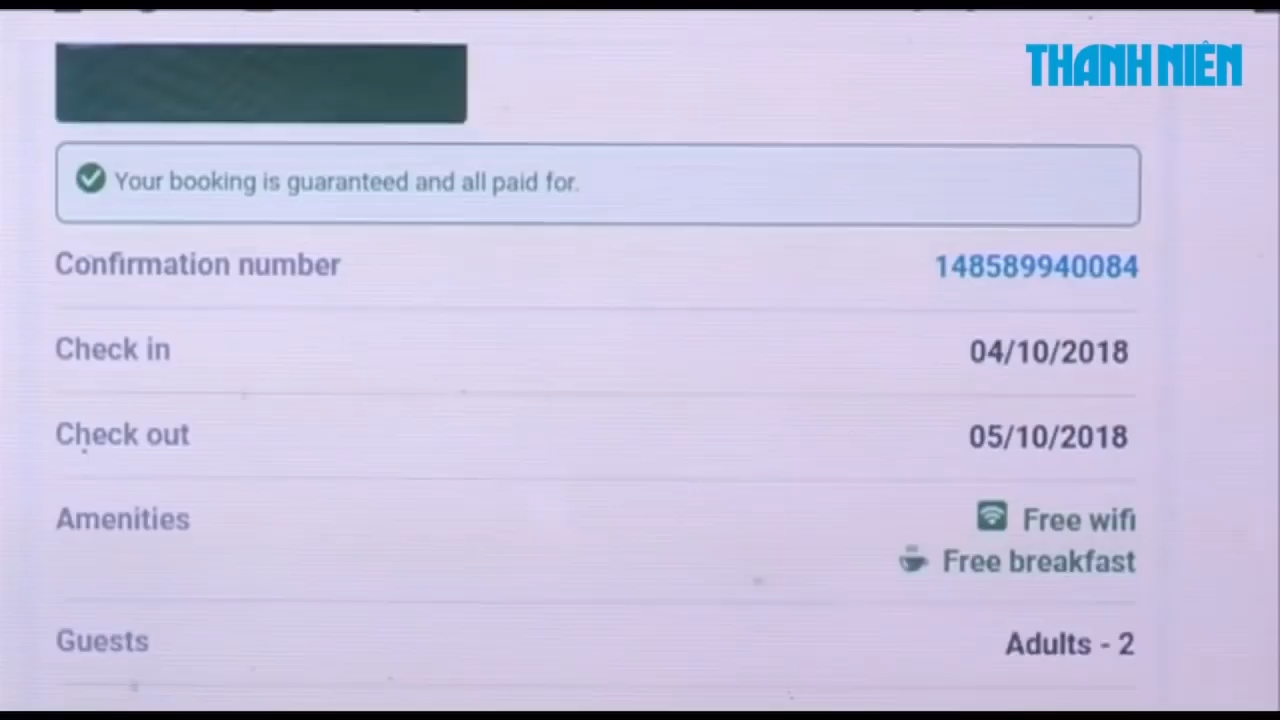 THANH NIÊN
Your booking is guaranteed and all paid for.
Confirmation number 148589940084
Check in 04/10/2018
Check out 05/10/2018
Amenities Free wifi
Free breakfast
Guests Adults - 2